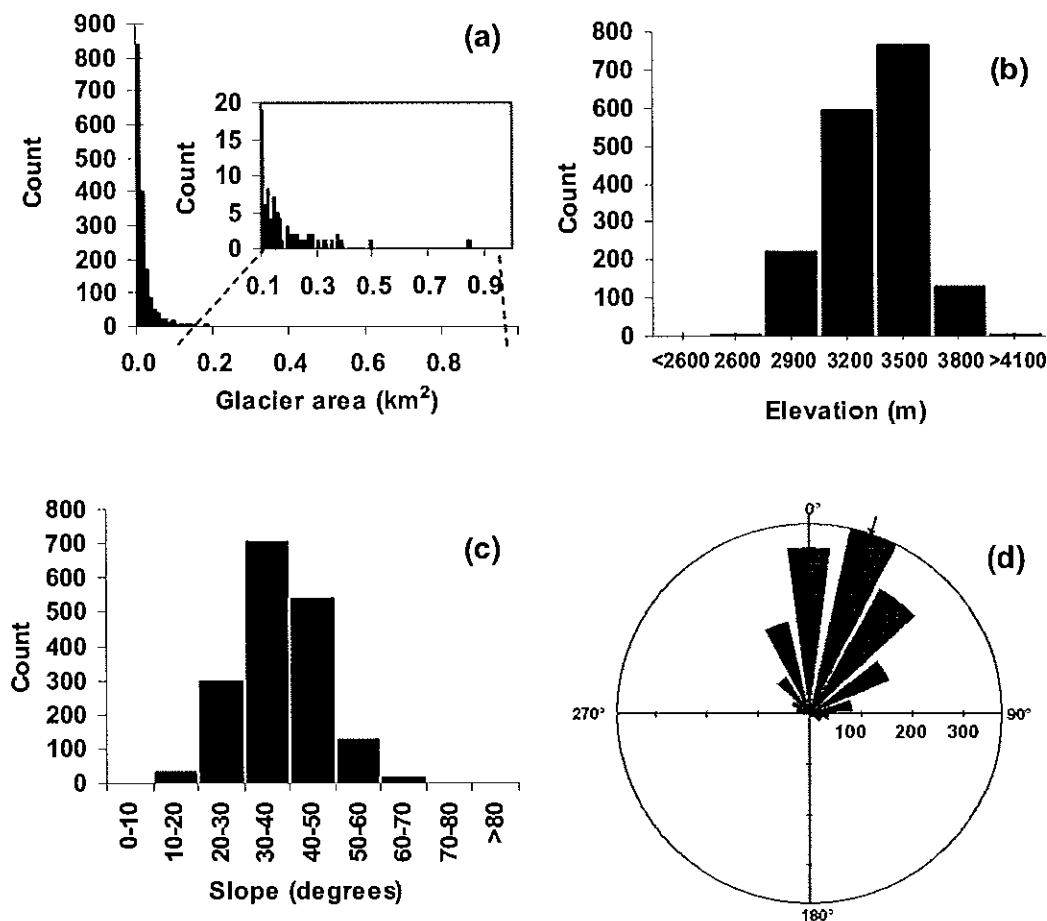 (a)
900
800
700
600
500
400
300
200
100
0
Count
0.0 0.2 0.4 0.6 0.8
Glacier area (km²)
20
15
10
5
0
Count
0.1 0.3 0.5 0.7 0.9
(b)
800
700
600
500
400
300
200
100
0
Count
<2600 2600 2900 3200 3500 3800 >4100
Elevation (m)
(c)
800
700
600
500
400
300
200
100
0
Count
0-10 10-20 20-30 30-40 40-50 50-60 60-70 70-80 >80
Slope (degrees)
(d)
0°
270° 90°
100 200 300
180°